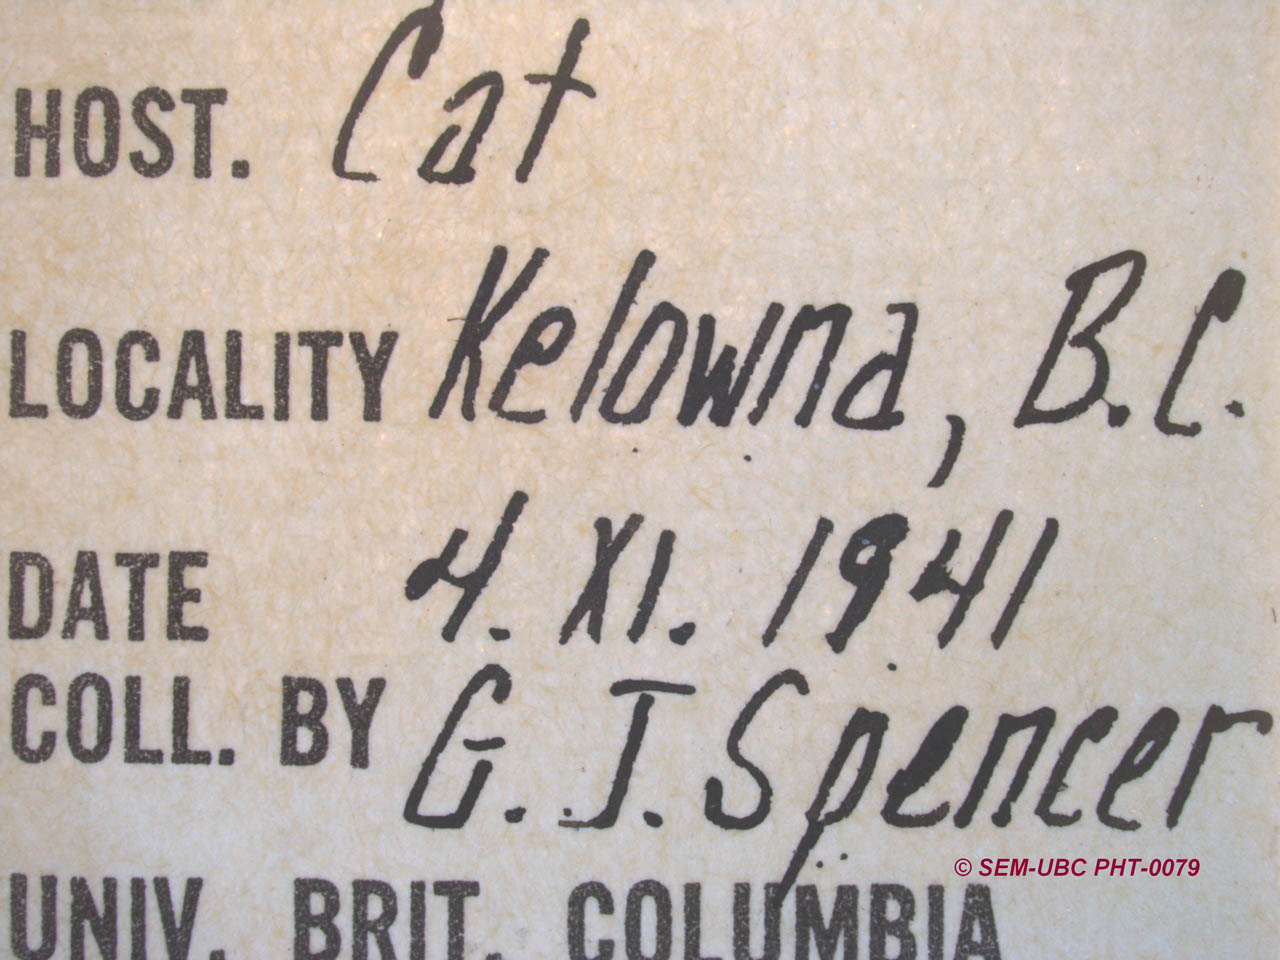 HOST. Cat
LOCALITY Kelowna, B.C.
DATE 4. XI. 1941
COLL. BY G. J. Spencer
© SEM-UBC PHT-0079
UNIV. BRIT. COLUMBIA